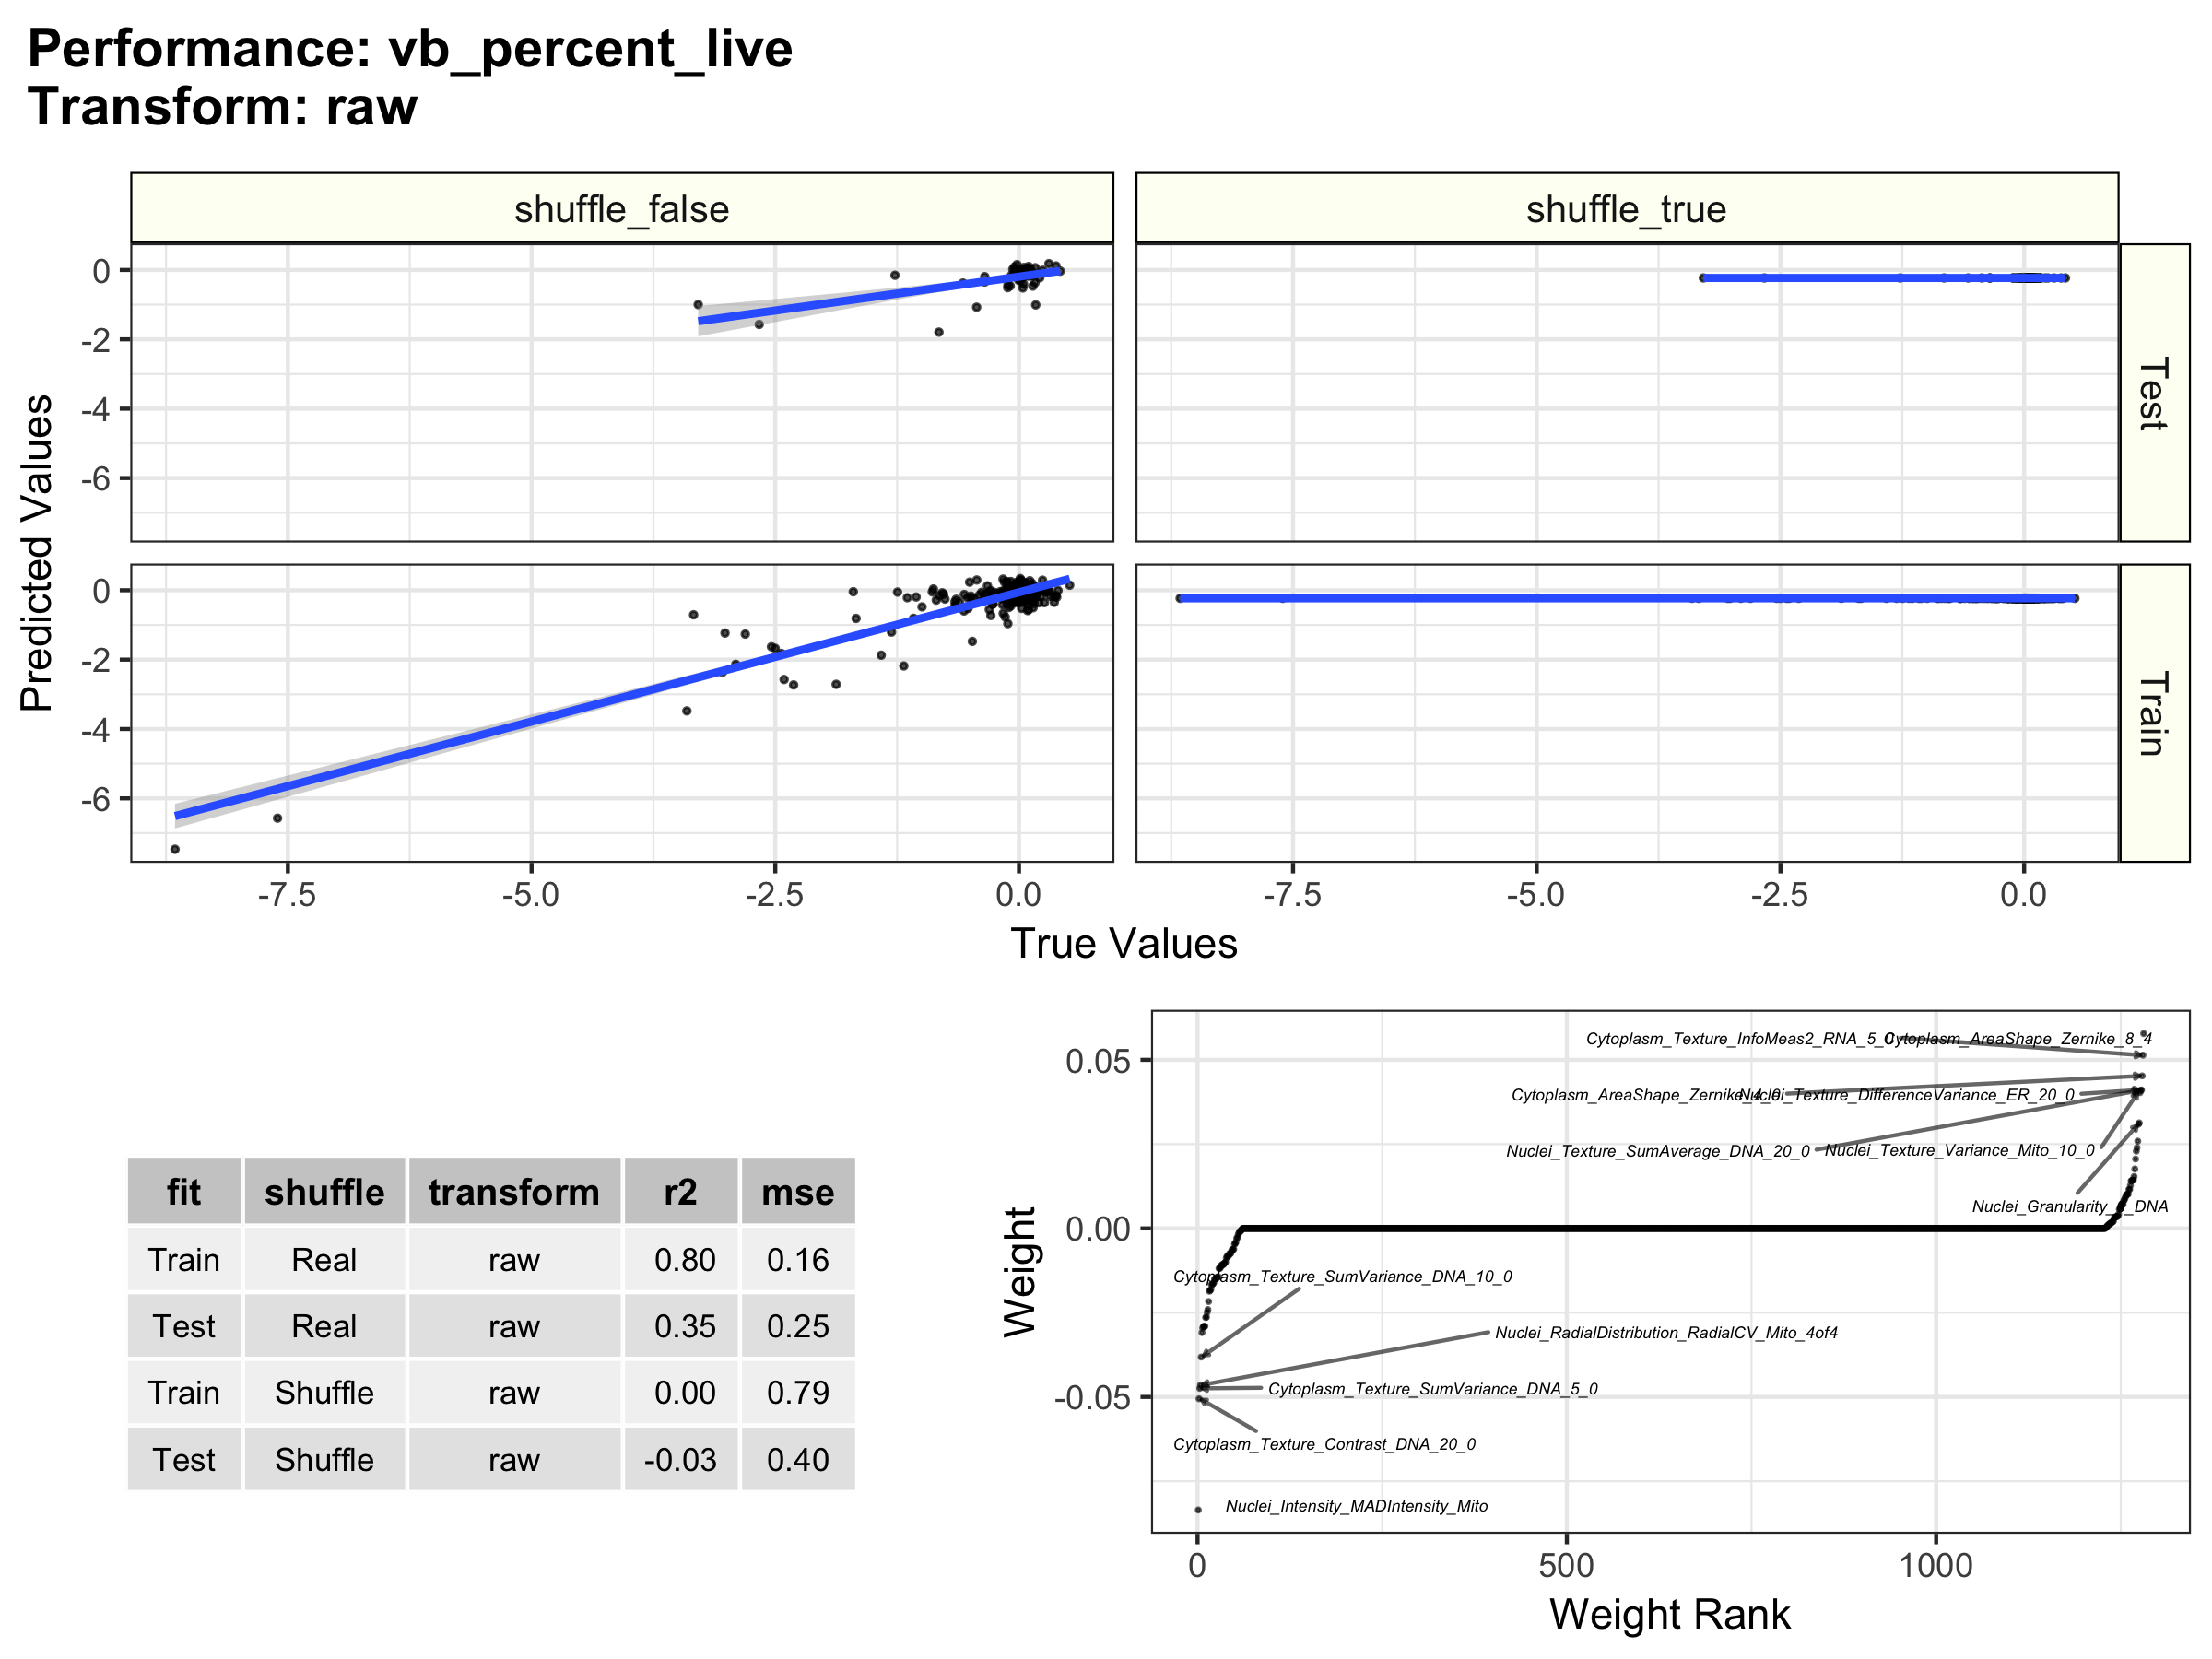 Performance: vb_percent_live
Transform: raw
shuffle_false
shuffle_true
0
-2
-4
-6
Test
0
-2
-4
-6
Train
Predicted Values
-7.5 -5.0 -2.5 0.0
-7.5 -5.0 -2.5 0.0
True Values
fit shuffle transform r2 mse
Train Real raw 0.80 0.16
Test Real raw 0.35 0.25
Train Shuffle raw 0.00 0.79
Test Shuffle raw -0.03 0.40
Weight
0.05
0.00
-0.05
Cytoplasm_Texture_InfoMeas2_RNA_5_0
Cytoplasm_AreaShape_Zernike_8_4
Cytoplasm_AreaShape_Zernike_4_0
Nuclei_Texture_DifferenceVariance_ER_20_0
Nuclei_Texture_SumAverage_DNA_20_0
Nuclei_Texture_Variance_Mito_10_0
Cytoplasm_Texture_SumVariance_DNA_10_0
Nuclei_RadialDistribution_RadialCV_Mito_4of4
Cytoplasm_Texture_SumVariance_DNA_5_0
Cytoplasm_Texture_Contrast_DNA_20_0
Nuclei_Intensity_MADIntensity_Mito
0 500 1000
Weight Rank